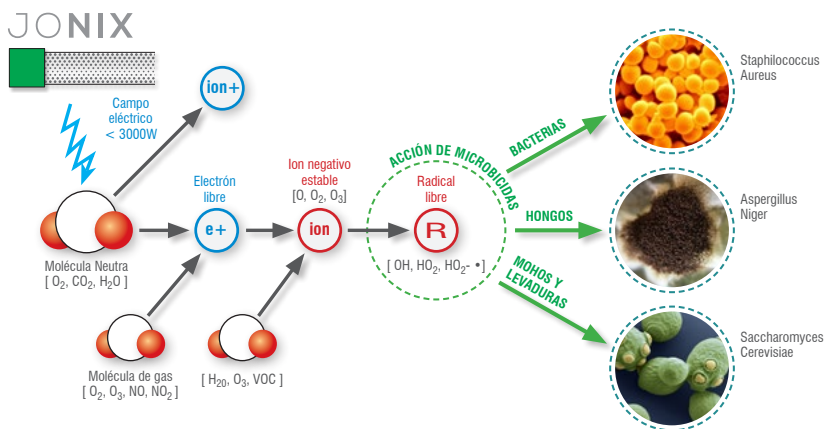 JONIX
Campo
eléctrico
< 3000W
ion+
Electrón
libre
e+
Ion negativo
estable
[O, O₂, O₃]
ion
ACCIÓN DE MICROBICIDAS
Radical
libre
R
[ OH, HO₂, HO₂- •]
Molécula Neutra
[ O₂, CO₂, H₂O ]
Molécula de gas
[ O₂, O₃, NO, NO₂ ]
[ H₂₀, O₃, VOC ]
BACTERIAS
HONGOS
MOHOS Y
LEVADURAS
Staphilococcus
Aureus
Aspergillus
Niger
Saccharomyces
Cerevisiae